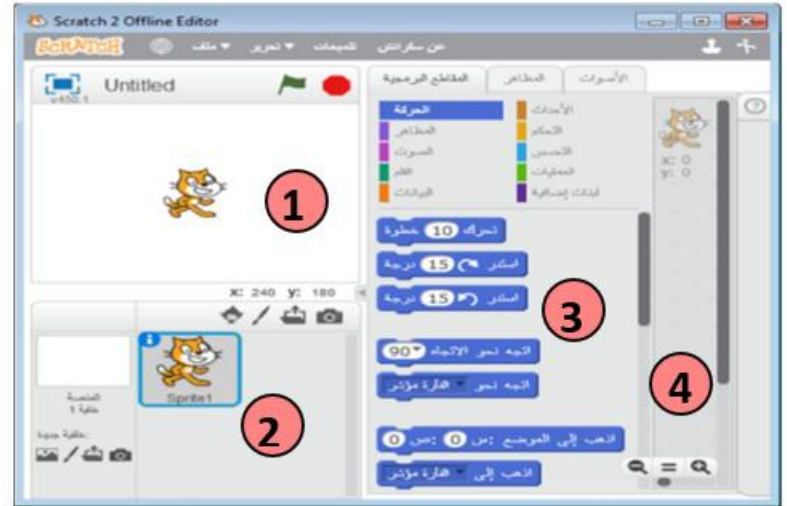 Scratch 2 Offline Editor
SCRATCH ملف ▼ تحرير ▼ تلميحات عن سكراتش
Untitled
v450.1
1
X: 240 y: 180
المنصة
خلفية 1
خلفية جديدة:
Sprite1
2
المقاطع البرمجية المظاهر الأصوات
الحركة الأحداث
المظاهر التحكم
الصوت التحسس
القلم العمليات
البيانات لبنات إضافية
تحرك 10 خطوة
استدر 15 درجة
استدر 15 درجة
3
اتجه نحو الاتجاه 90▼
اتجه نحو مؤشر الفأرة
اذهب إلى الموضع س: 0 ص: 0
اذهب إلى مؤشر الفأرة
x: 0
y: 0
?
4